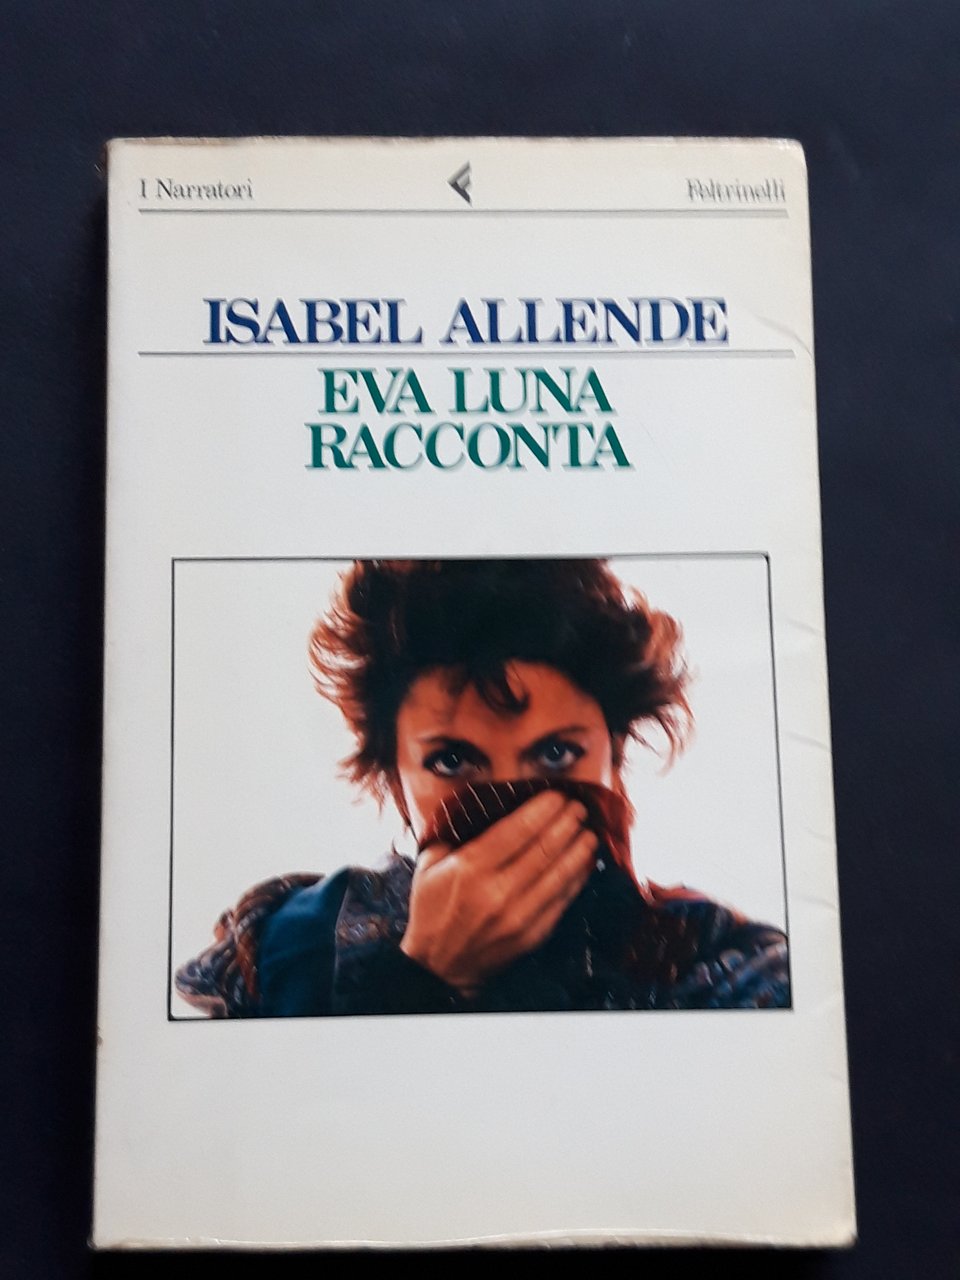 I Narratori
Feltrinelli
ISABEL ALLENDE
EVA LUNA
RACCONTA